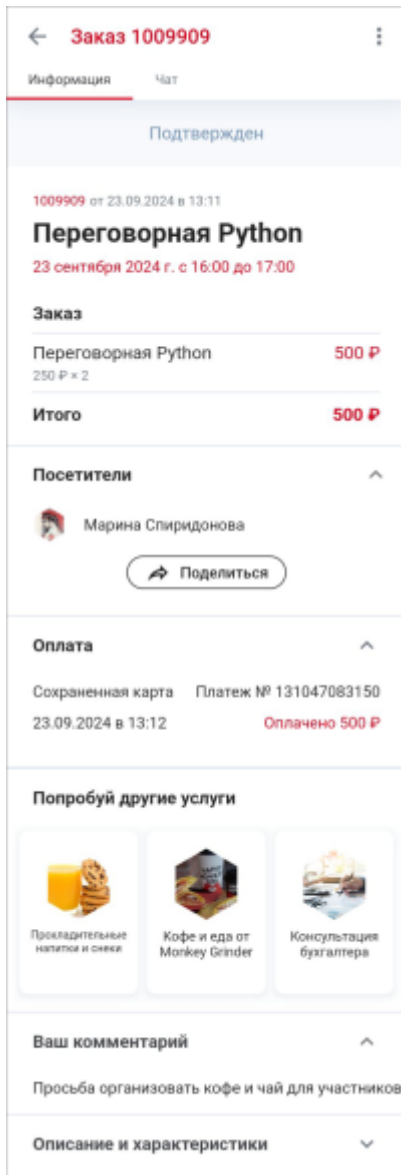 Заказ 1009909
Информация Чат
Подтвержден
1009909 от 23.09.2024 в 13:11
Переговорная Python
23 сентября 2024 г. с 16:00 до 17:00
Заказ
Переговорная Python 500 ₽
250 ₽ × 2
Итого 500 ₽
Посетители
Марина Спиридонова
Поделиться
Оплата
Сохраненная карта Платеж № 131047083150
23.09.2024 в 13:12 Оплачено 500 ₽
Попробуй другие услуги
Прохладительные
напитки и снеки
Кофе и еда от
Monkey Grinder
Консультация
бухгалтера
Ваш комментарий
Просьба организовать кофе и чай для участников
Описание и характеристики